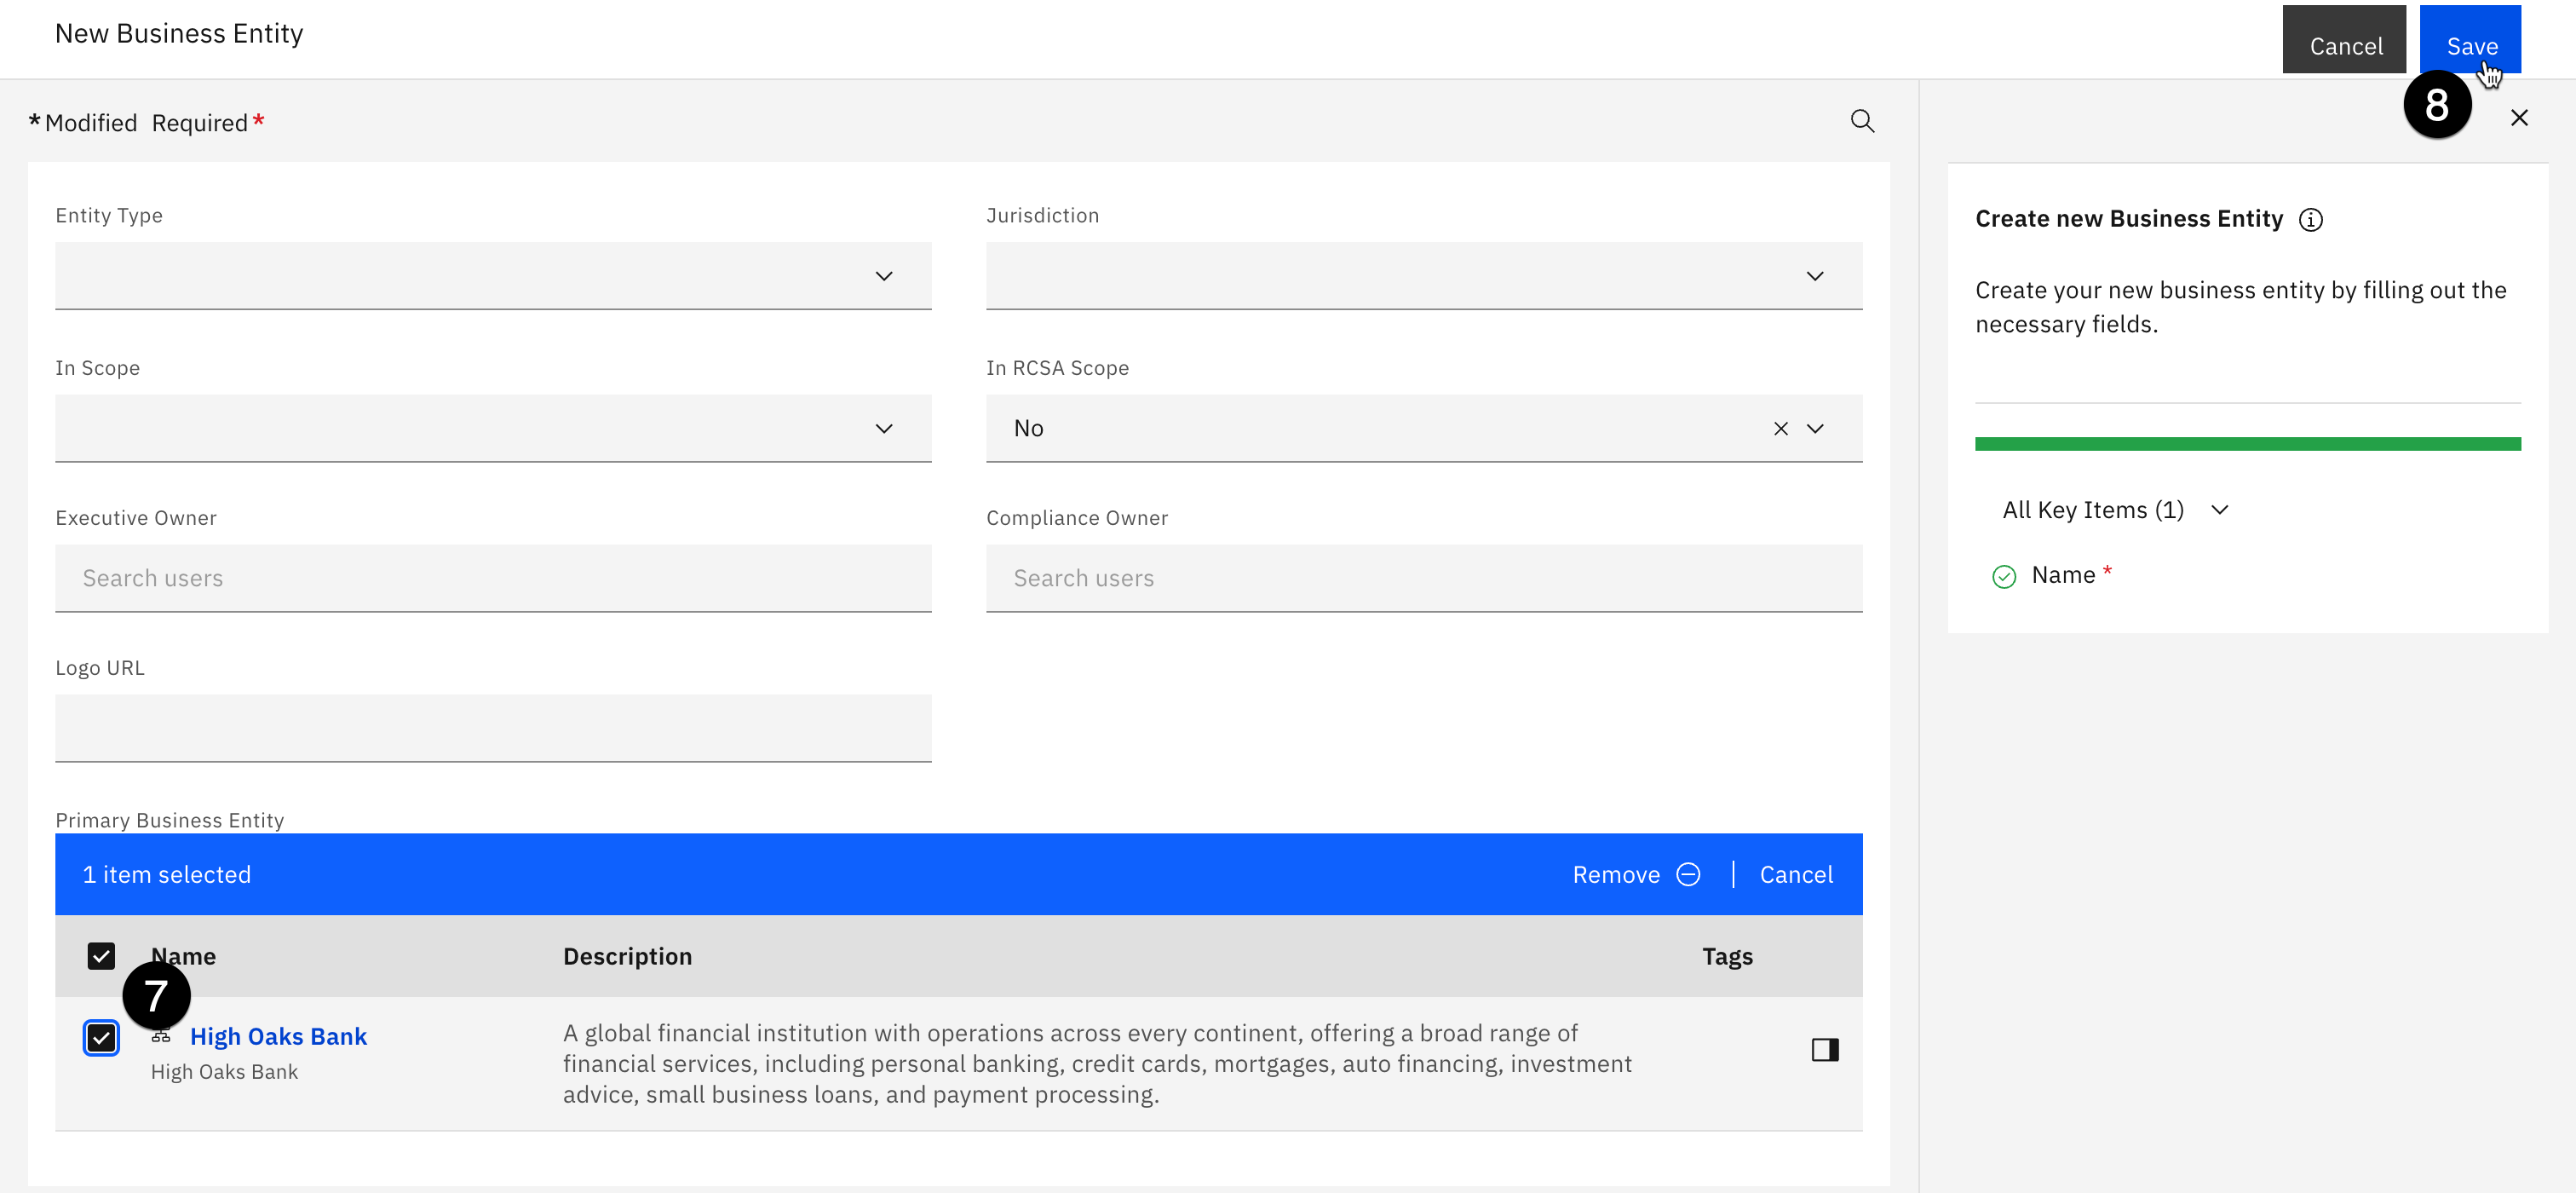 New Business Entity
Cancel
Save
8
*Modified Required*
Entity Type
Jurisdiction
In Scope
In RCSA Scope
No
Executive Owner
Compliance Owner
Search users
Search users
Logo URL
Primary Business Entity
1 item selected
Remove
Cancel
Name
Description
Tags
7
High Oaks Bank
High Oaks Bank
A global financial institution with operations across every continent, offering a broad range of
financial services, including personal banking, credit cards, mortgages, auto financing, investment
advice, small business loans, and payment processing.
Create new Business Entity
Create your new business entity by filling out the
necessary fields.
All Key Items (1)
Name *